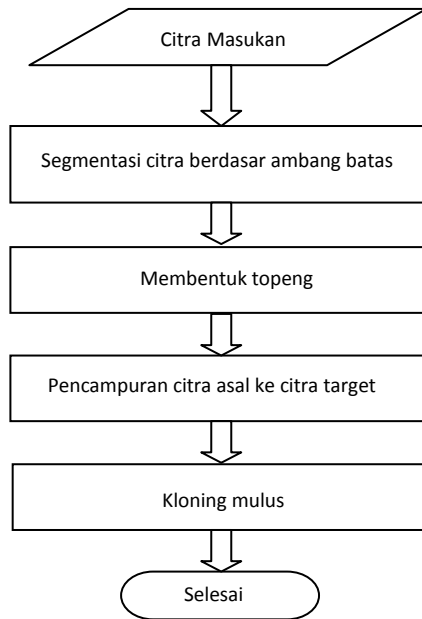 Citra Masukan
Segmentasi citra berdasar ambang batas
Membentuk topeng
Pencampuran citra asal ke citra target
Kloning mulus
Selesai